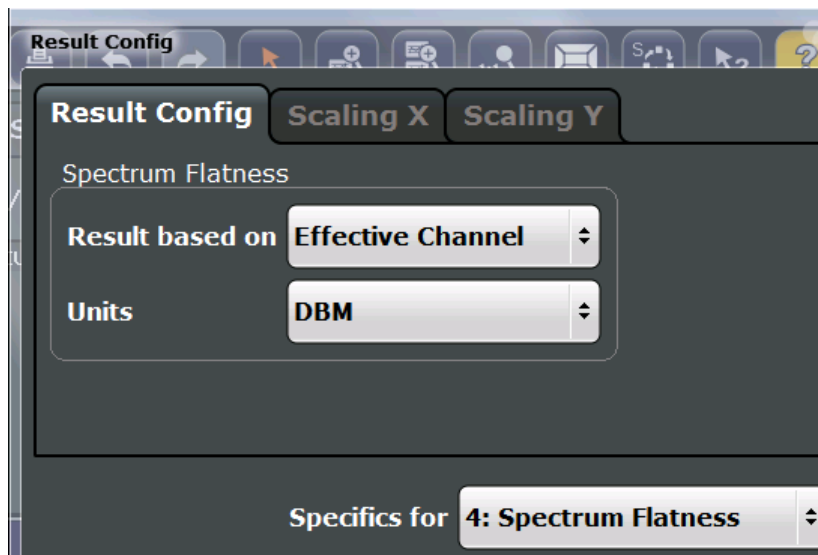 Result Config
Result Config Scaling X Scaling Y
Spectrum Flatness
Result based on Effective Channel
Units DBM
Specifics for 4: Spectrum Flatness